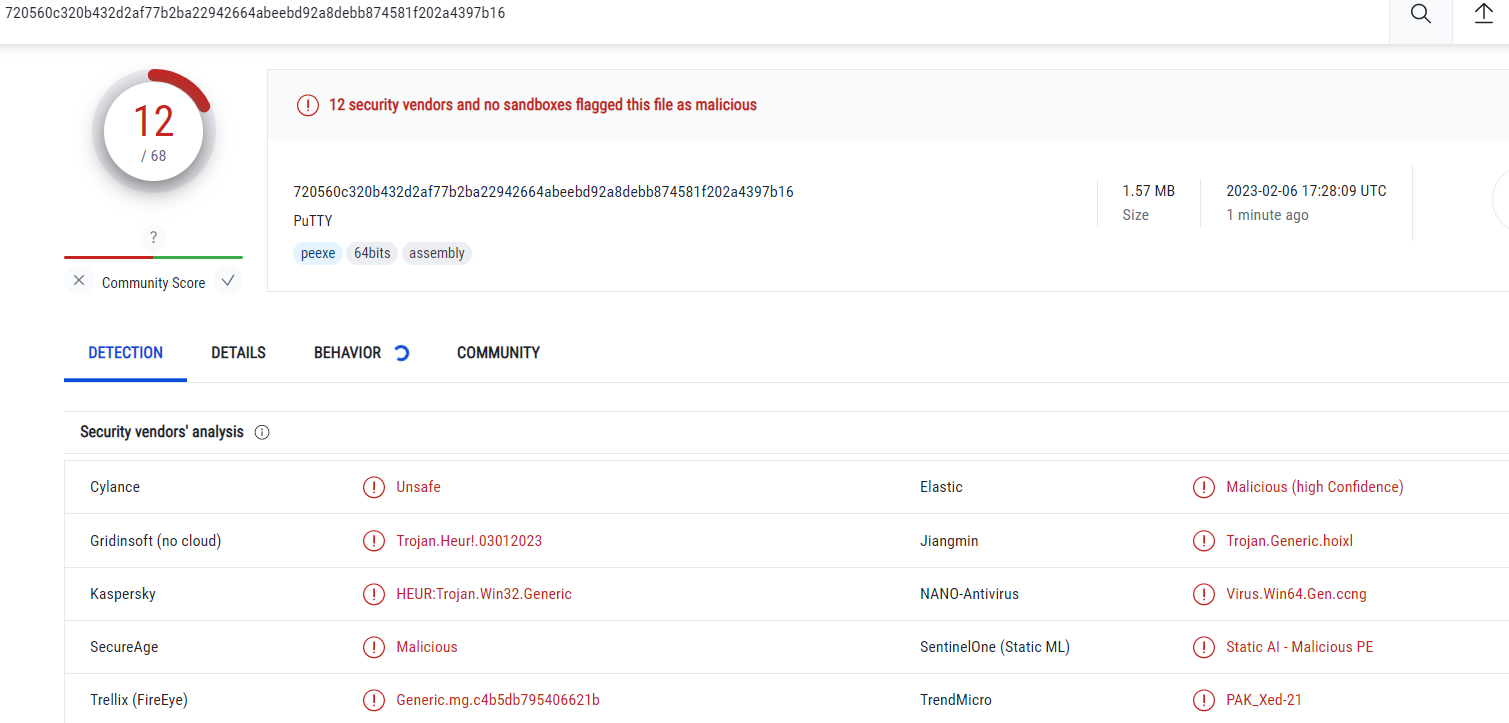 720560c320b432d2af77b2ba22942664abeebd92a8debb874581f202a4397b16
12
/ 68
12 security vendors and no sandboxes flagged this file as malicious
720560c320b432d2af77b2ba22942664abeebd92a8debb874581f202a4397b16
PuTTY
peexe 64bits assembly
1.57 MB
Size
2023-02-06 17:28:09 UTC
1 minute ago
?
Community Score
DETECTION DETAILS BEHAVIOR COMMUNITY
Security vendors' analysis
Cylance Unsafe Elastic Malicious (high Confidence)
Gridinsoft (no cloud) Trojan.Heur!.03012023 Jiangmin Trojan.Generic.hoixl
Kaspersky HEUR:Trojan.Win32.Generic NANO-Antivirus Virus.Win64.Gen.ccng
SecureAge Malicious SentinelOne (Static ML) Static AI - Malicious PE
Trellix (FireEye) Generic.mg.c4b5db795406621b TrendMicro PAK_Xed-21